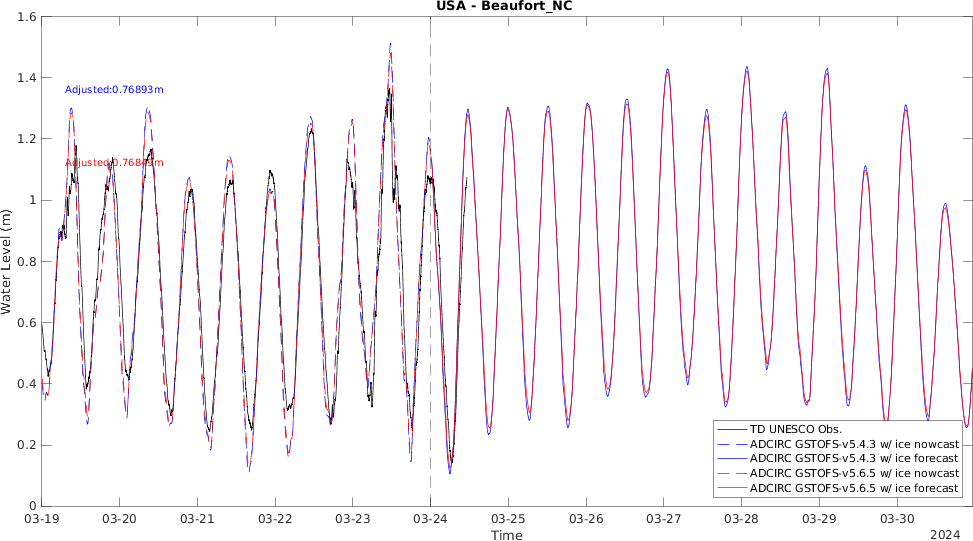 USA - Beaufort_NC
1.6
1.4
1.2
1
0.8
0.6
0.4
0.2
0
Water Level (m)
Adjusted:0.76893m
Adjusted:0.76849m
TD UNESCO Obs.
ADCIRC GSTOFS-v5.4.3 w/ ice nowcast
ADCIRC GSTOFS-v5.4.3 w/ ice forecast
ADCIRC GSTOFS-v5.6.5 w/ ice nowcast
ADCIRC GSTOFS-v5.6.5 w/ ice forecast
03-19 03-20 03-21 03-22 03-23 03-24 03-25 03-26 03-27 03-28 03-29 03-30
Time
2024